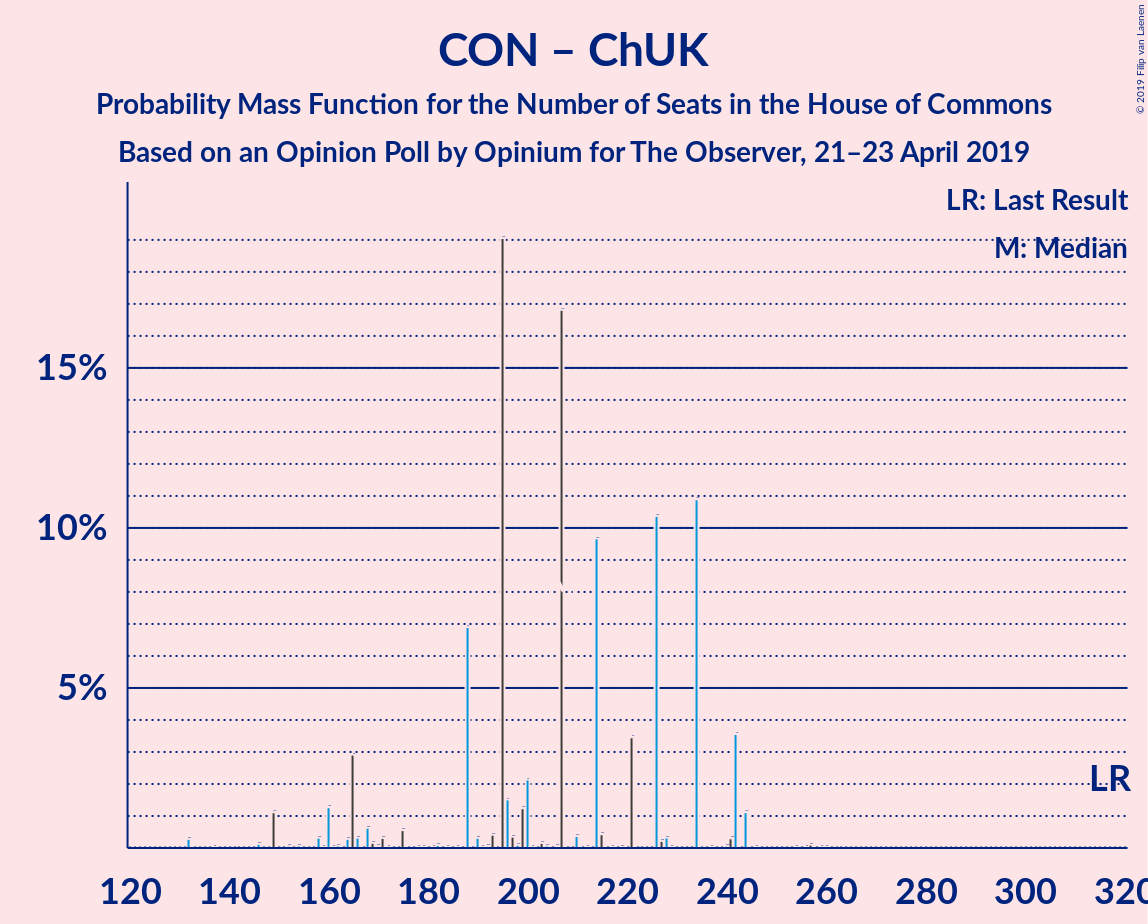 CON – ChUK
Probability Mass Function for the Number of Seats in the House of Commons
Based on an Opinion Poll by Opinium for The Observer, 21–23 April 2019
© 2019 Filip van Laenen
LR: Last Result
M: Median
15%
10%
5%
LR
120 140 160 180 200 220 240 260 280 300 320